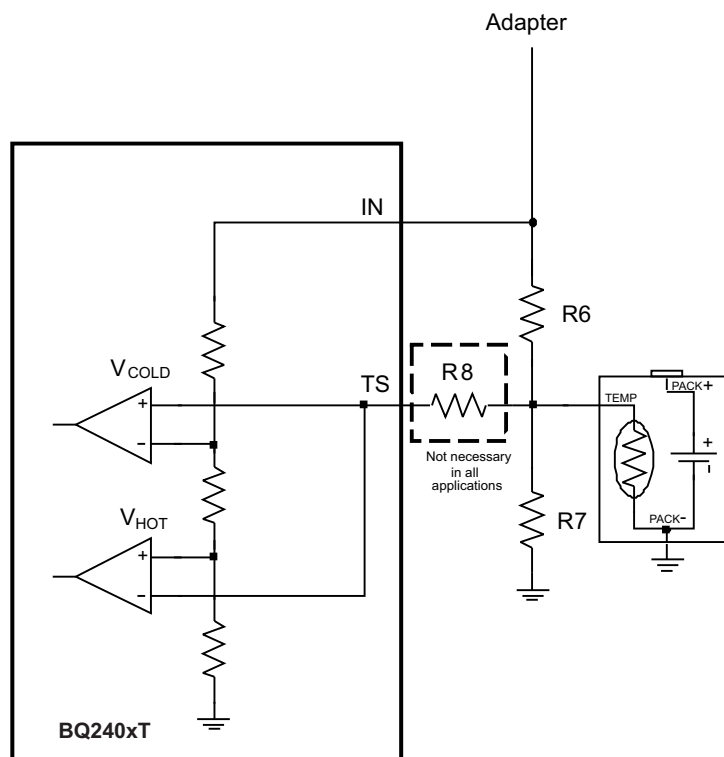 Adapter
IN
R6
V_COLD
TS
R8
TEMP
PACK+
+
-
+
-
Not necessary
in all
applications
V_HOT
R7
PACK-
+
-
BQ240xT